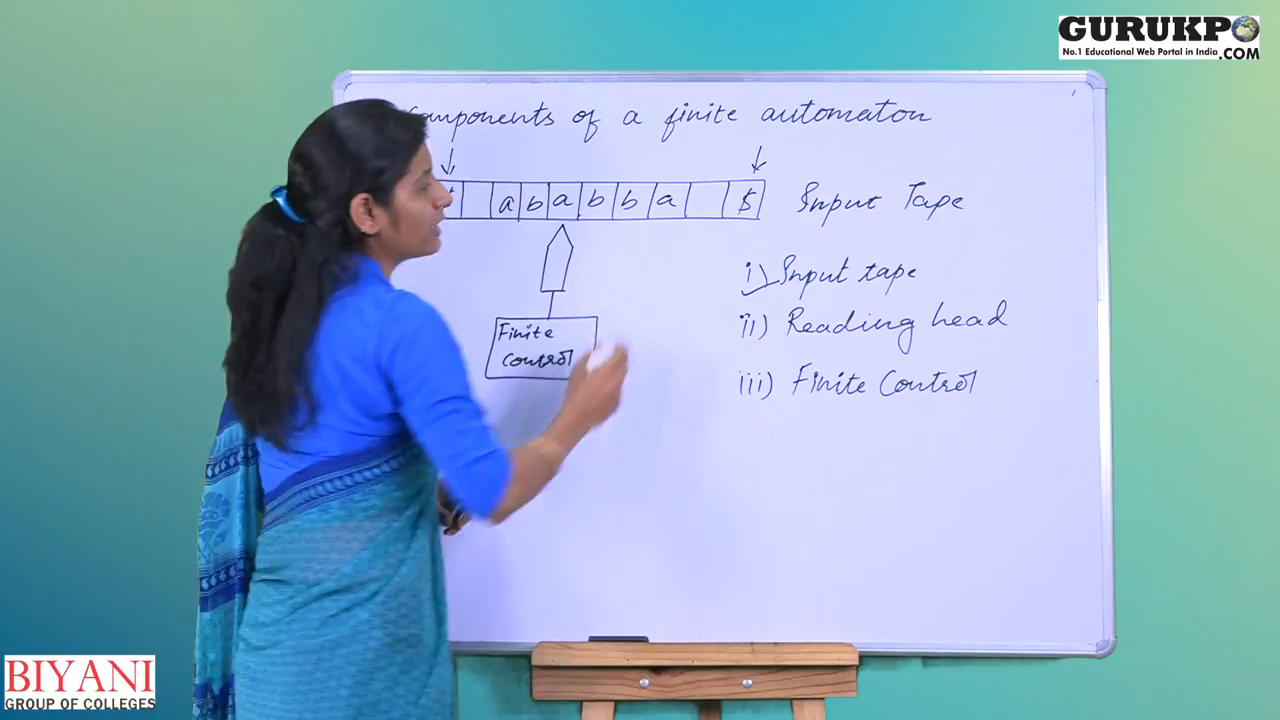 GURUKPO
No.1 Educational Web Portal in India
.COM
Components of a finite automaton
a b a b b a $ Input Tape
i) Input tape
ii) Reading head
iii) Finite Control
Finite
Control
BIYANI
GROUP OF COLLEGES